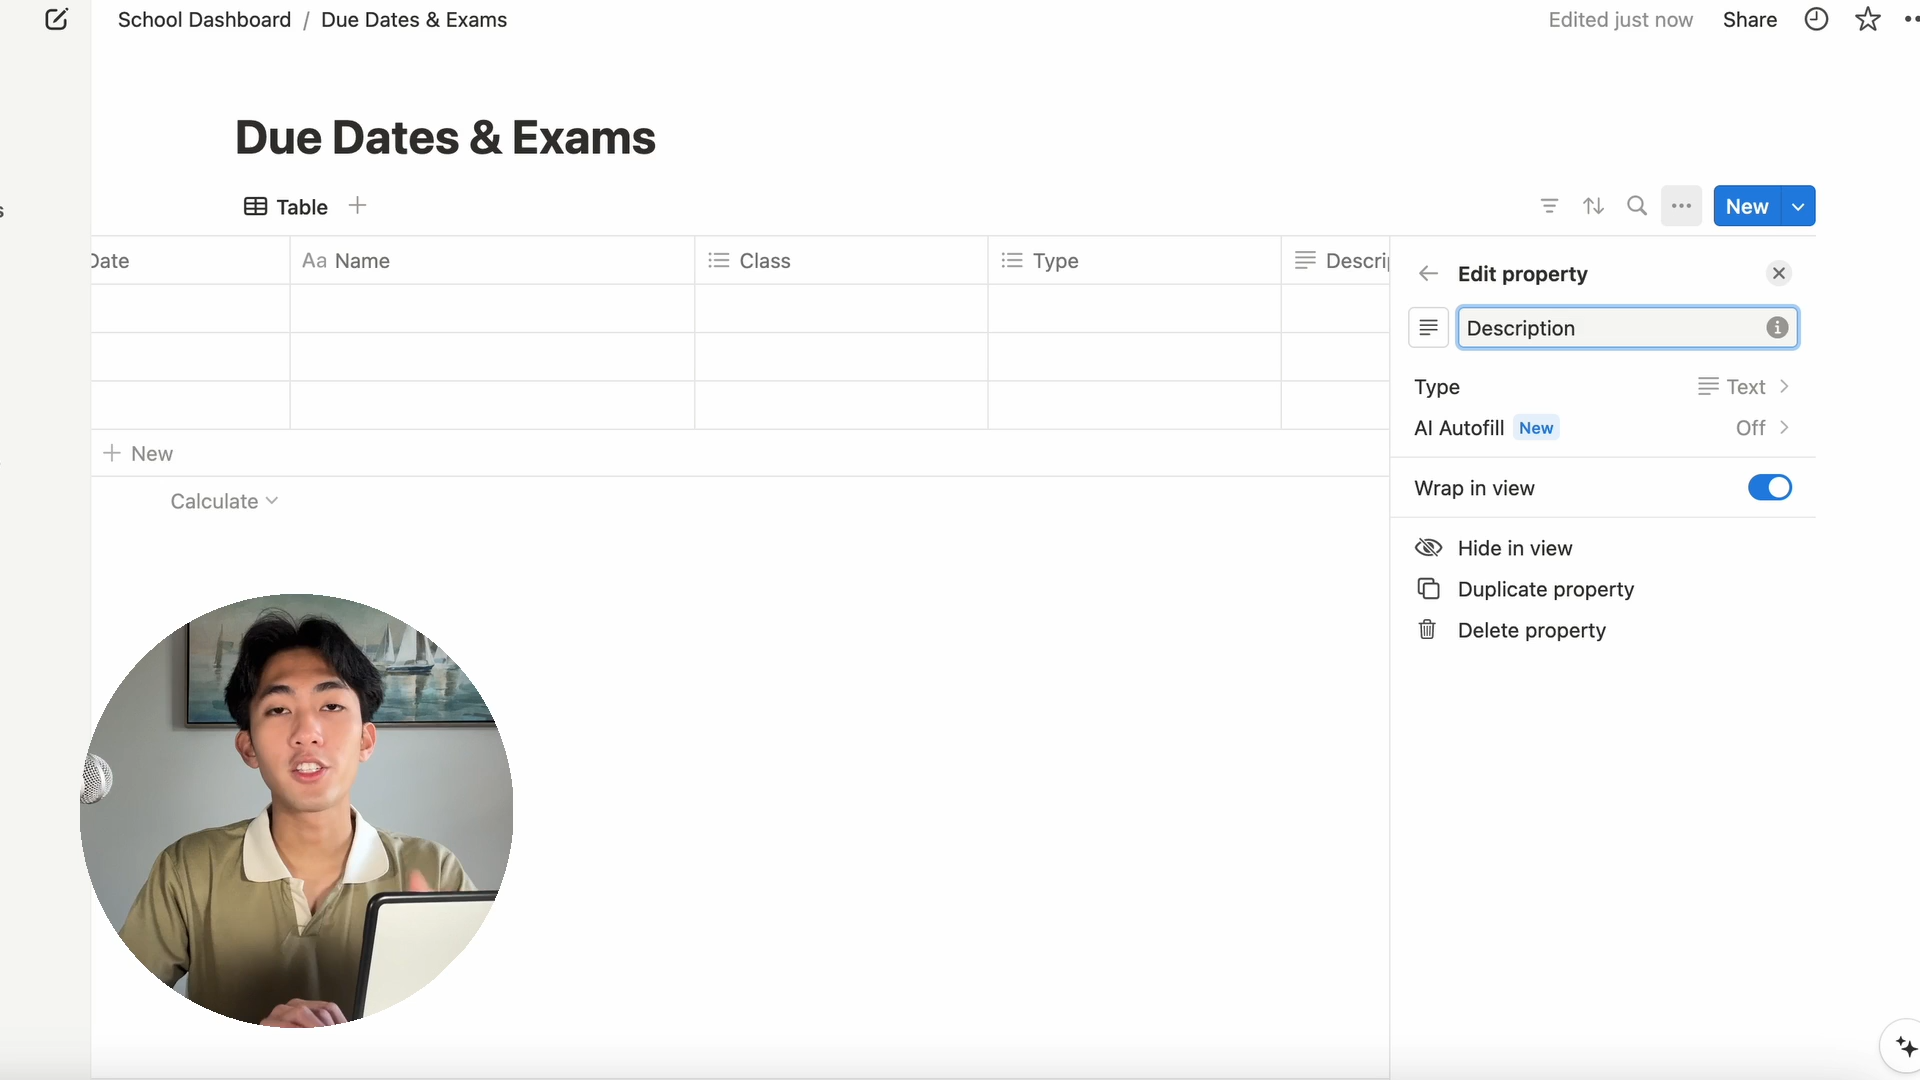 School Dashboard / Due Dates & Exams
Edited just now
Share
Due Dates & Exams
Table
New
Date
Aa Name
Class
Type
Descrip
New
Calculate
Edit property
Description
Type
Text
AI Autofill New
Off
Wrap in view
Hide in view
Duplicate property
Delete property